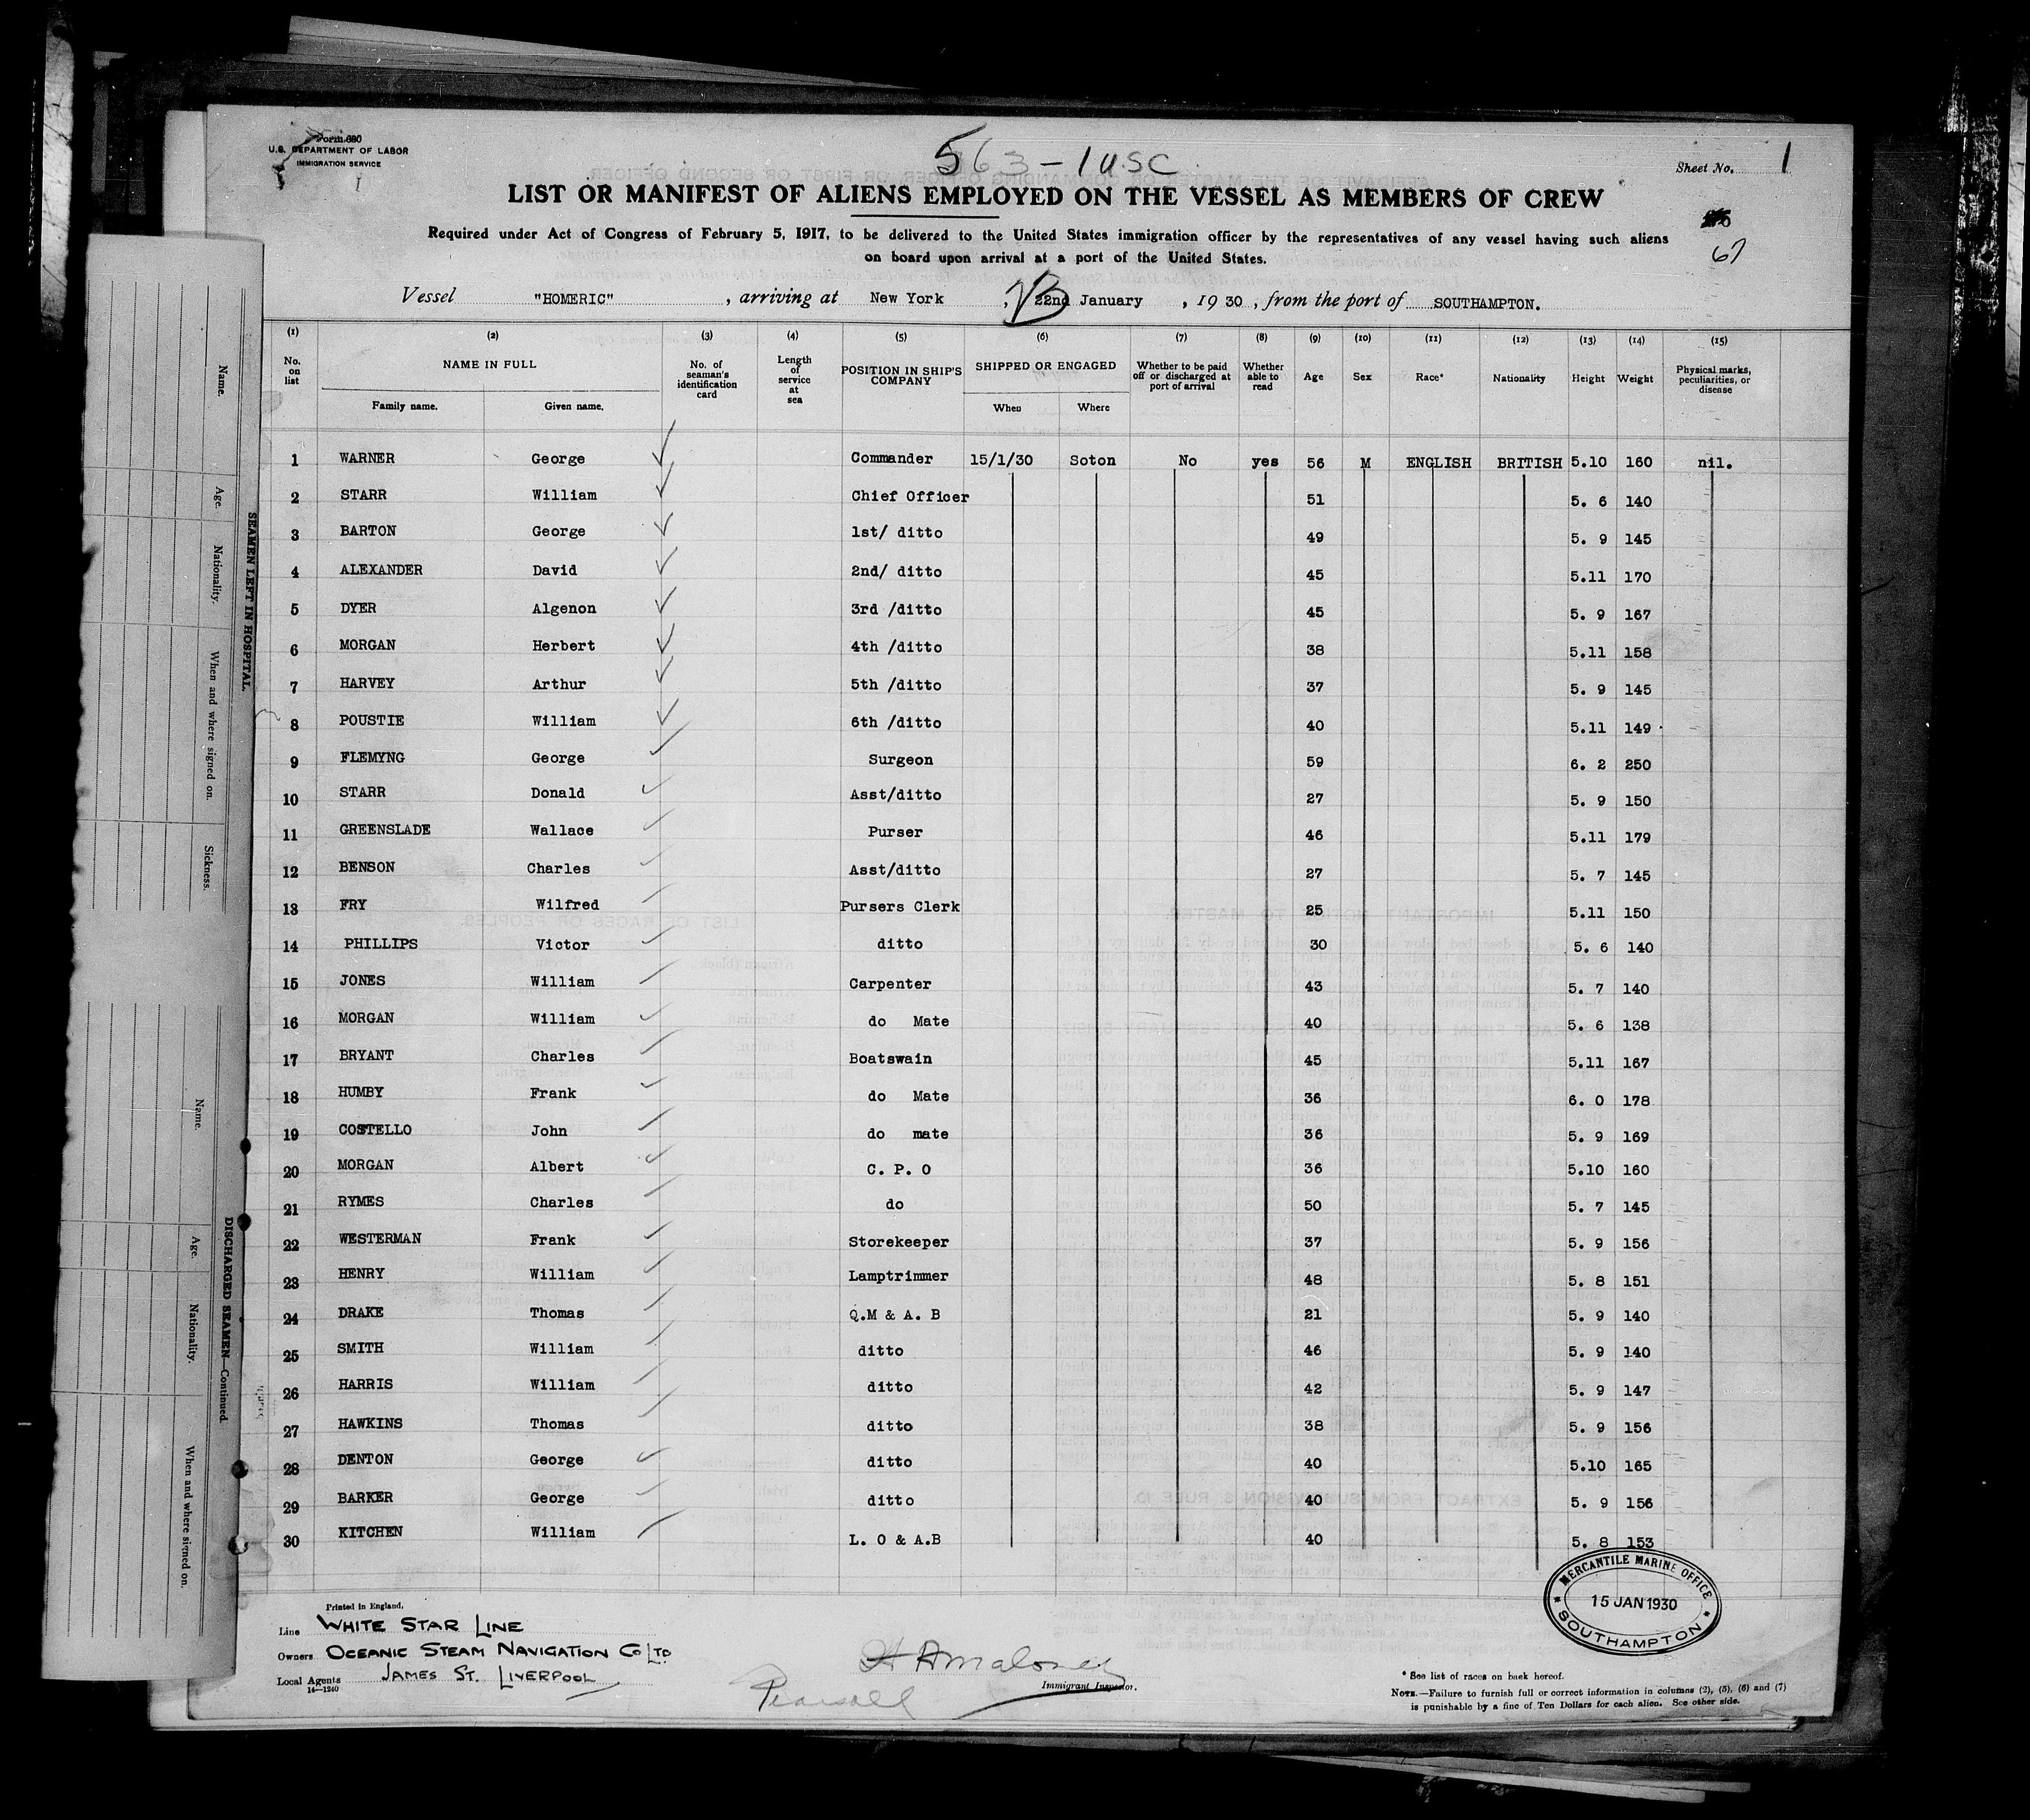 Form 680
U.S. DEPARTMENT OF LABOR
IMMIGRATION SERVICE
563 - 1 USC
Sheet No. 1
LIST OR MANIFEST OF ALIENS EMPLOYED ON THE VESSEL AS MEMBERS OF CREW
Required under Act of Congress of February 5, 1917, to be delivered to the United States immigration officer by the representatives of any vessel having such aliens
on board upon arrival at a port of the United States.
67
Vessel "HOMERIC", arriving at New York, 22nd January, 1930, from the port of SOUTHAMPTON.
(1) (2) (3) (4) (5) (6) (7) (8) (9) (10) (11) (12) (13) (14) (15)
No. on list NAME IN FULL Family name. Given name. No. of seaman's identification card Length of service at sea POSITION IN SHIP'S COMPANY SHIPPED OR ENGAGED When Where Whether to be paid off or discharged at port of arrival Whether able to read Age Sex Race* Nationality Height Weight Physical marks, peculiarities, or disease
1 WARNER George Commander 15/1/30 Soton No yes 56 M ENGLISH BRITISH 5.10 160 nil.
2 STARR William Chief Officer 51 5. 6 140
3 BARTON George 1st/ ditto 49 5. 9 145
4 ALEXANDER David 2nd/ ditto 45 5.11 170
5 DYER Algenon 3rd /ditto 45 5. 9 167
6 MORGAN Herbert 4th /ditto 38 5.11 158
7 HARVEY Arthur 5th /ditto 37 5. 9 145
8 POUSTIE William 6th /ditto 40 5.11 149
9 FLEMYNG George Surgeon 59 6. 2 250
10 STARR Donald Asst/ditto 27 5. 9 150
11 GREENSLADE Wallace Purser 46 5.11 179
12 BENSON Charles Asst/ditto 27 5. 7 145
13 FRY Wilfred Pursers Clerk 25 5.11 150
14 PHILLIPS Victor ditto 30 5. 6 140
15 JONES William Carpenter 43 5. 7 140
16 MORGAN William do Mate 40 5. 6 138
17 BRYANT Charles Boatswain 45 5.11 167
18 HUMBY Frank do Mate 36 6. 0 178
19 COSTELLO John do mate 36 5. 9 169
20 MORGAN Albert C. P. O 36 5.10 160
21 RYMES Charles do 50 5. 7 145
22 WESTERMAN Frank Storekeeper 37 5. 9 156
23 HENRY William Lamptrimmer 48 5. 8 151
24 DRAKE Thomas Q.M & A. B 21 5. 9 140
25 SMITH William ditto 46 5. 9 140
26 HARRIS William ditto 42 5. 9 147
27 HAWKINS Thomas ditto 38 5. 9 156
28 DENTON George ditto 40 5.10 165
29 BARKER George ditto 40 5. 9 156
30 KITCHEN William L. O & A.B 40 5. 8 153
MERCANTILE MARINE OFFICE
15 JAN 1930
SOUTHAMPTON
Printed in England.
Line WHITE STAR LINE
Owners OCEANIC STEAM NAVIGATION Co LTD.
Local Agents JAMES ST. LIVERPOOL
14—1240
Immigrant Inspector.
* See list of races on back hereof.
NOTE.—Failure to furnish full or correct information in columns (2), (5), (6) and (7)
is punishable by a fine of Ten Dollars for each alien. See other side.
SEAMEN LEFT IN HOSPITAL.
Name. Age. Nationality. When and where signed on. Sickness.
DISCHARGED SEAMEN—Continued.
Name. Age. Nationality. When and where signed on.